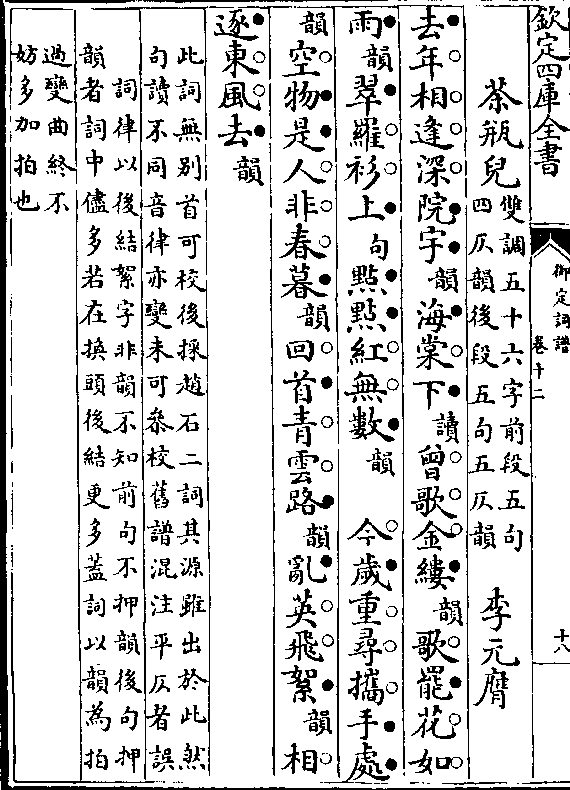 欽定四庫全書
御定詞譜
卷十二
十八
茶瓶兒 雙調五十六字前段五句
四仄韻後段五句五仄韻 李元膺
去年相逢深院宇韻海棠下讀曾歌金縷韻歌罷花如
雨韻翠羅衫上句點點紅無數韻 今歲重尋攜手處
韻空物是人非春暮韻回首青雲路韻亂英飛絮韻相
逐東風去韻
此詞無別首可校後採趙石二詞其源雖出於此然
句讀不同音律亦變未可叅校舊譜混注平仄者誤
詞律以後結絮字非韻不知前句不押韻後句押
韻者詞中儘多若在換頭後結更多蓋詞以韻為拍
過變曲終不
妨多加拍也